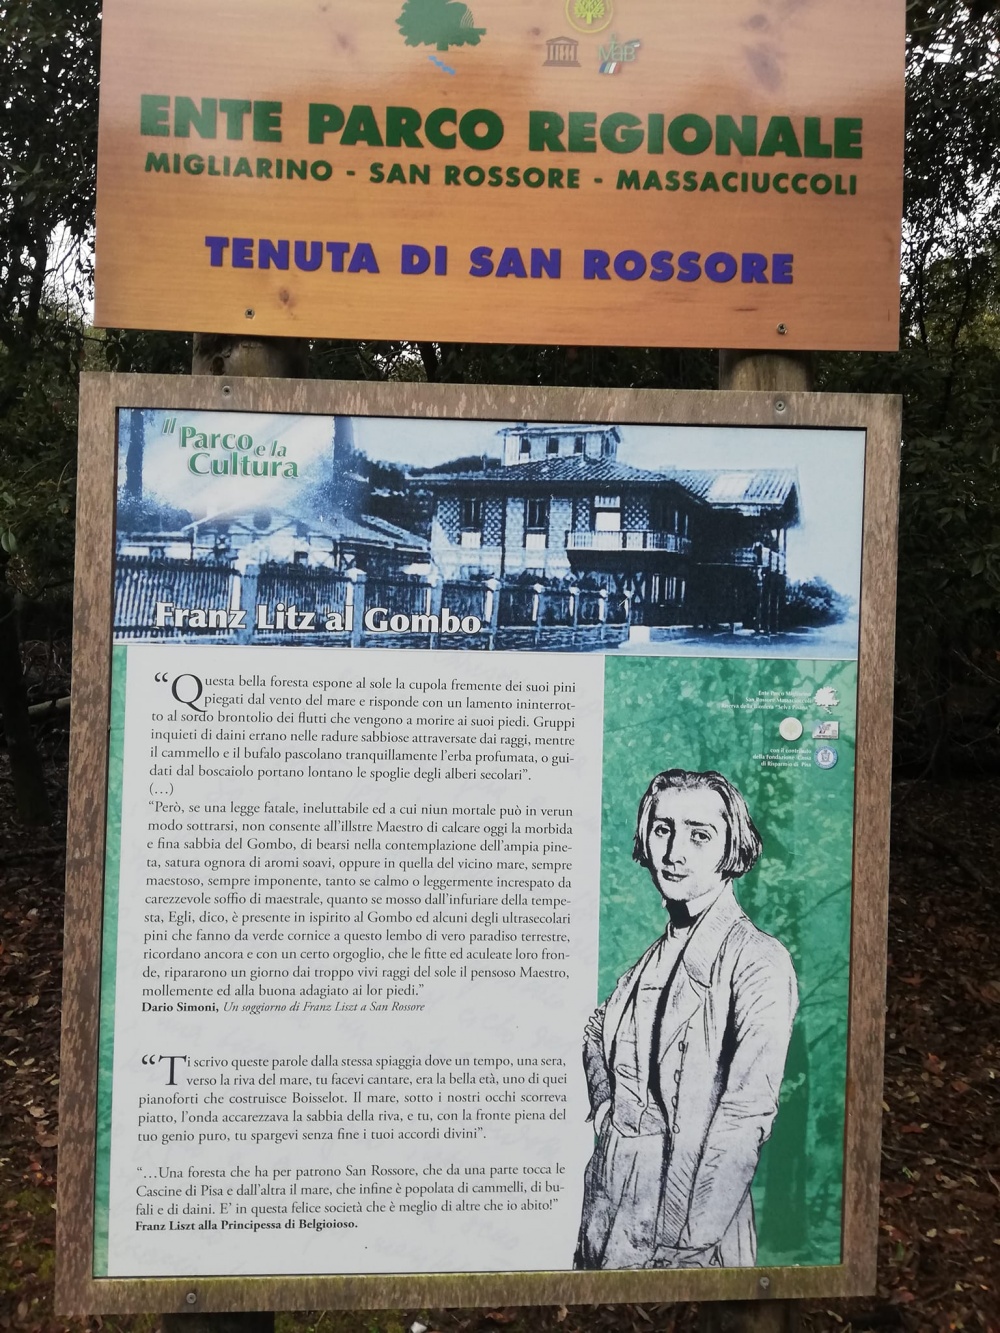 MaB
ENTE PARCO REGIONALE
MIGLIARINO - SAN ROSSORE - MASSACIUCCOLI
TENUTA DI SAN ROSSORE
Il Parco e la
Cultura
Franz Litz al Gombo
“Questa bella foresta espone al sole la cupola fremente dei suoi pini
piegati dal vento del mare e risponde con un lamento ininterrot-
to al sordo brontolio dei flutti che vengono a morire ai suoi piedi. Gruppi
inquieti di daini errano nelle radure sabbiose attraversate dai raggi, mentre
il cammello e il bufalo pascolano tranquillamente l'erba profumata, o gui-
dati dal boscaiolo portano lontano le spoglie degli alberi secolari”.
(...)
“Però, se una legge fatale, ineluttabile ed a cui niun mortale può in verun
modo sottrarsi, non consente all'illstre Maestro di calcare oggi la morbida
e fina sabbia del Gombo, di bearsi nella contemplazione dell'ampia pine-
ta, satura ognora di aromi soavi, oppure in quella del vicino mare, sempre
maestoso, sempre imponente, tanto se calmo o leggermente increspato da
carezzevole soffio di maestrale, quanto se mosso dall'infuriare della tempe-
sta, Egli, dico, è presente in ispirito al Gombo ed alcuni degli ultrasecolari
pini che fanno da verde cornice a questo lembo di vero paradiso terrestre,
ricordano ancora e con un certo orgoglio, che le fitte ed aculeate loro fron-
de, ripararono un giorno dai troppo vivi raggi del sole il pensoso Maestro,
mollemente ed alla buona adagiato ai lor piedi.”
Dario Simoni, Un soggiorno di Franz Liszt a San Rossore
“Ti scrivo queste parole dalla stessa spiaggia dove un tempo, una sera,
verso la riva del mare, tu facevi cantare, era la bella età, uno di quei
pianoforti che costruisce Boisselot. Il mare, sotto i nostri occhi scorreva
piatto, l'onda accarezzava la sabbia della riva, e tu, con la fronte piena del
tuo genio puro, tu spargevi senza fine i tuoi accordi divini”.
“...Una foresta che ha per patrono San Rossore, che da una parte tocca le
Cascine di Pisa e dall'altra il mare, che infine è popolata di cammelli, di bu-
fali e di daini. E' in questa felice società che è meglio di altre che io abito!”
Franz Liszt alla Principessa di Belgioioso.
Ente Parco Migliarino
San Rossore Massaciuccoli
con il contributo
della Fondazione Cassa
di Risparmio di Pisa